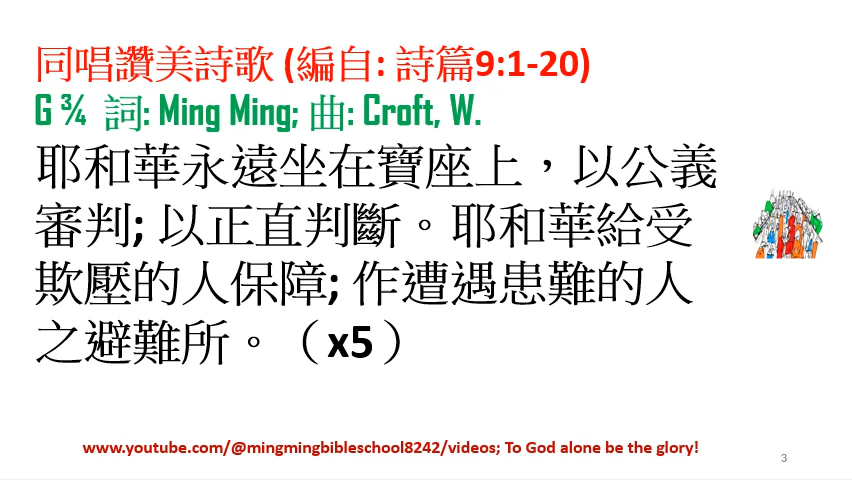 同唱讚美詩歌 (編自: 詩篇9:1-20)
G ¾ 詞: Ming Ming; 曲: Croft, W.
耶和華永遠坐在寶座上，以公義
審判; 以正直判斷。耶和華給受
欺壓的人保障; 作遭遇患難的人
之避難所。（x5）
www.youtube.com/@mingmingbibleschool8242/videos; To God alone be the glory!
3